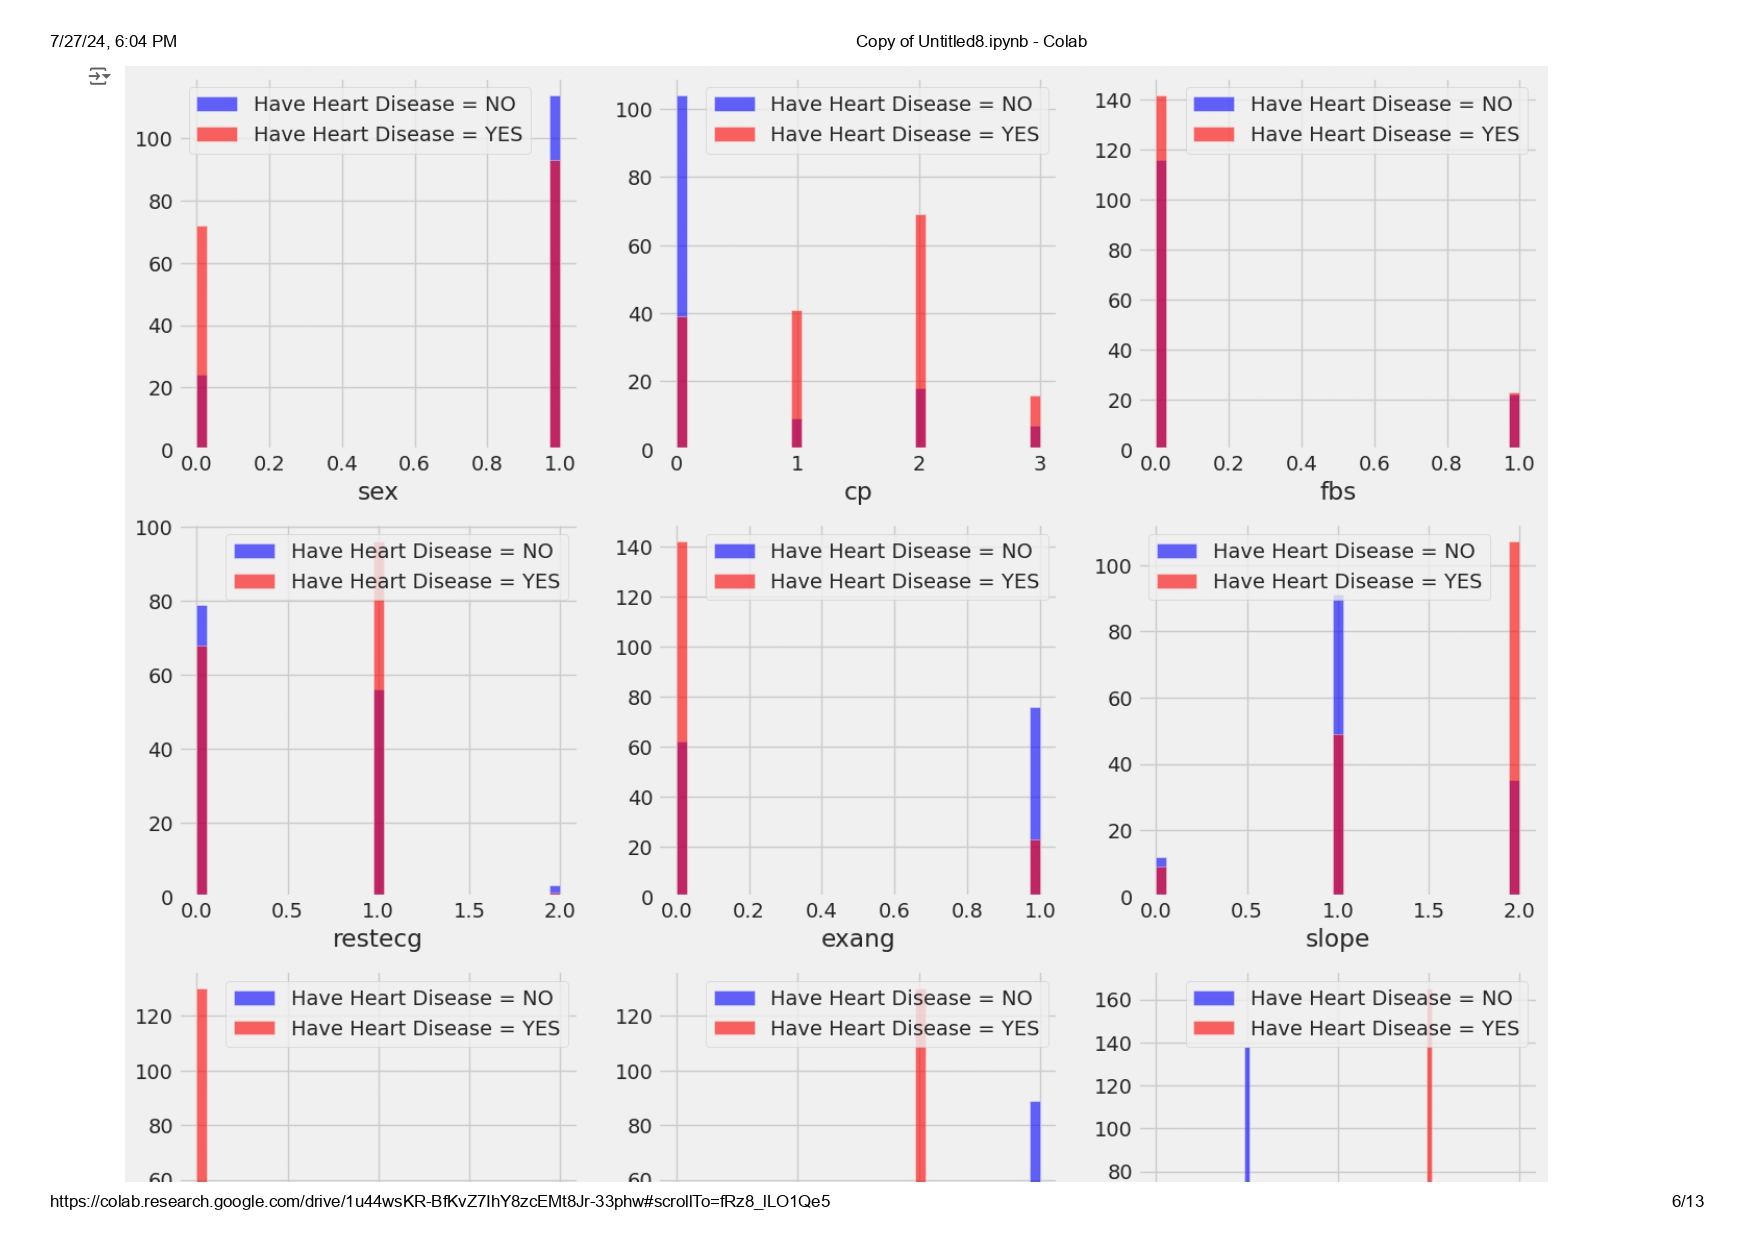 7/27/24, 6:04 PM Copy of Untitled8.ipynb - Colab
Have Heart Disease = NO
Have Heart Disease = YES
100
80
60
40
20
0
0.0 0.2 0.4 0.6 0.8 1.0
sex
Have Heart Disease = NO
Have Heart Disease = YES
100
80
60
40
20
0
0 1 2 3
cp
Have Heart Disease = NO
Have Heart Disease = YES
140
120
100
80
60
40
20
0
0.0 0.2 0.4 0.6 0.8 1.0
fbs
Have Heart Disease = NO
Have Heart Disease = YES
100
80
60
40
20
0
0.0 0.5 1.0 1.5 2.0
restecg
Have Heart Disease = NO
Have Heart Disease = YES
140
120
100
80
60
40
20
0
0.0 0.2 0.4 0.6 0.8 1.0
exang
Have Heart Disease = NO
Have Heart Disease = YES
100
80
60
40
20
0
0.0 0.5 1.0 1.5 2.0
slope
Have Heart Disease = NO
Have Heart Disease = YES
120
100
80
60
Have Heart Disease = NO
Have Heart Disease = YES
120
100
80
60
Have Heart Disease = NO
Have Heart Disease = YES
160
140
120
100
80
https://colab.research.google.com/drive/1u44wsKR-BfKvZ7IhY8zcEMt8Jr-33phw#scrollTo=fRz8_lLO1Qe5 6/13